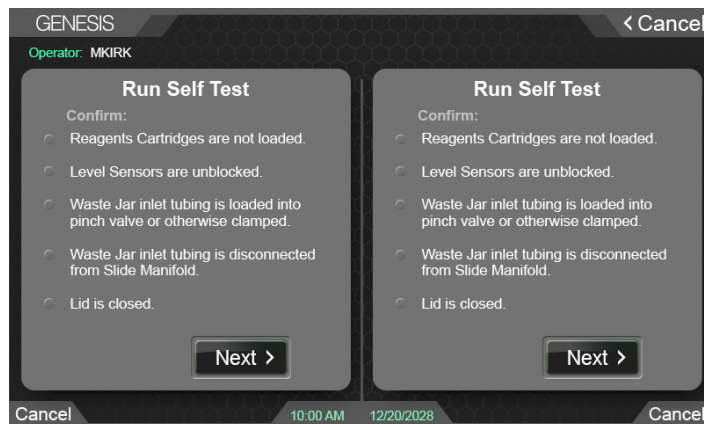 GENESIS
< Cancel
Operator: MKIRK
Run Self Test
Confirm:
Reagents Cartridges are not loaded.
Level Sensors are unblocked.
Waste Jar inlet tubing is loaded into
pinch valve or otherwise clamped.
Waste Jar inlet tubing is disconnected
from Slide Manifold.
Lid is closed.
Next >
Run Self Test
Confirm:
Reagents Cartridges are not loaded.
Level Sensors are unblocked.
Waste Jar inlet tubing is loaded into
pinch valve or otherwise clamped.
Waste Jar inlet tubing is disconnected
from Slide Manifold.
Lid is closed.
Next >
Cancel
10:00 AM
12/20/2028
Cancel